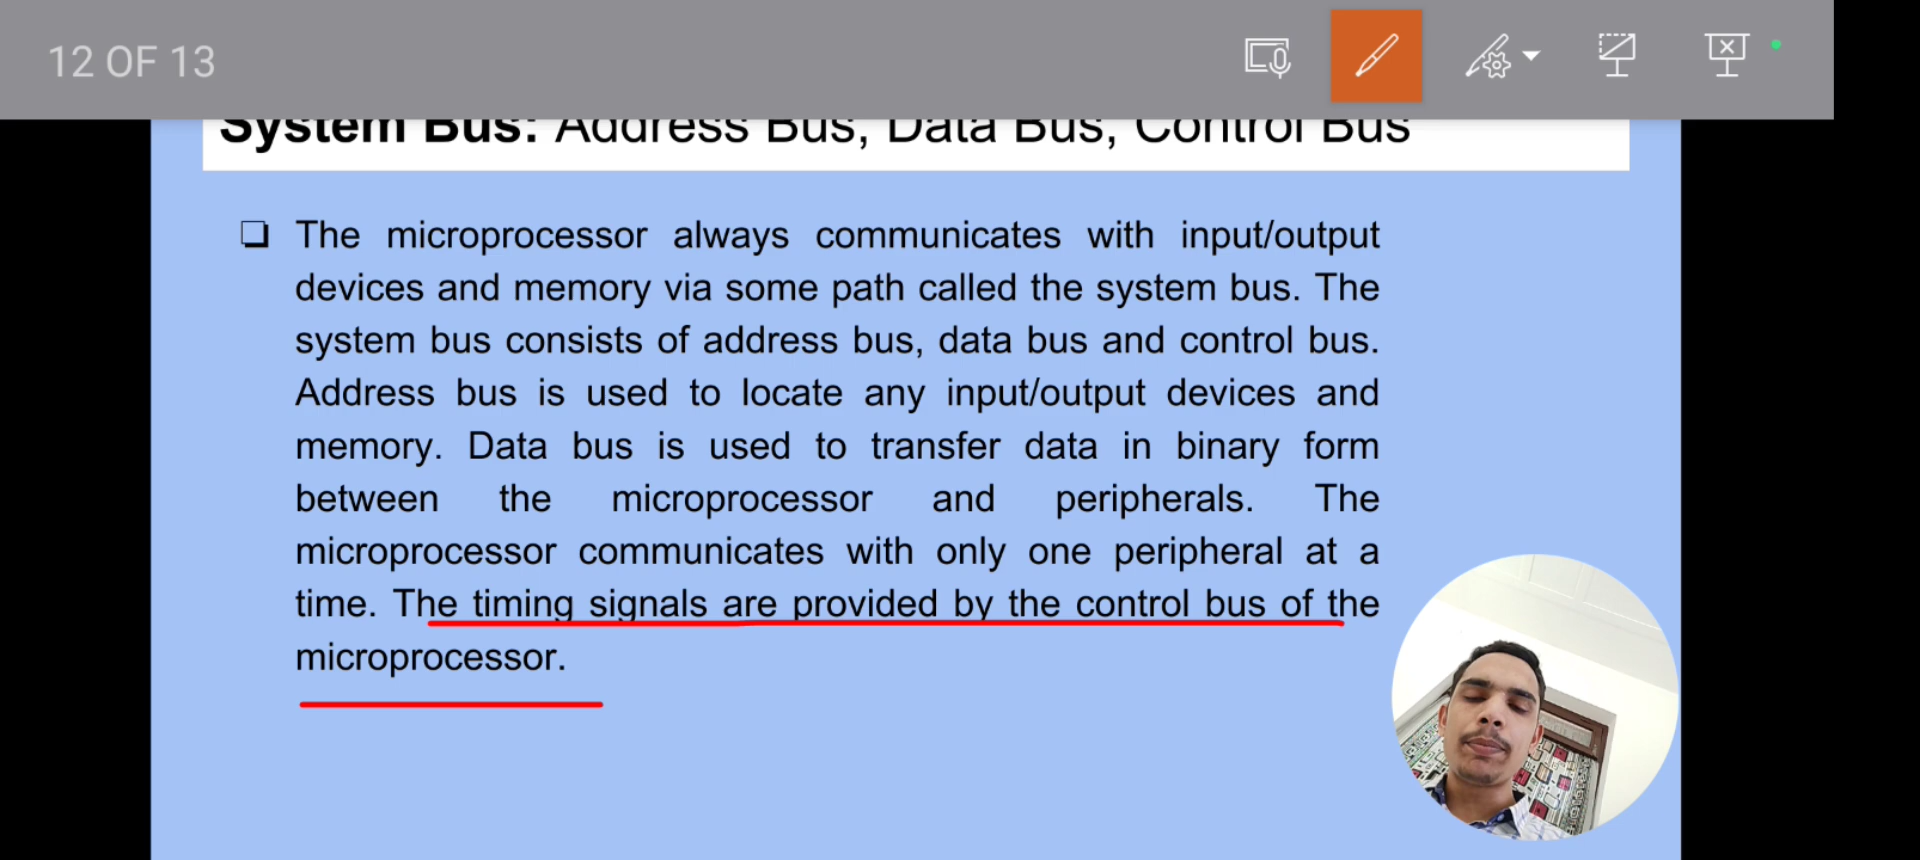 12 OF 13
System Bus: Address Bus, Data Bus, Control Bus
The microprocessor always communicates with input/output
devices and memory via some path called the system bus. The
system bus consists of address bus, data bus and control bus.
Address bus is used to locate any input/output devices and
memory. Data bus is used to transfer data in binary form
between the microprocessor and peripherals. The
microprocessor communicates with only one peripheral at a
time. The timing signals are provided by the control bus of the
microprocessor.